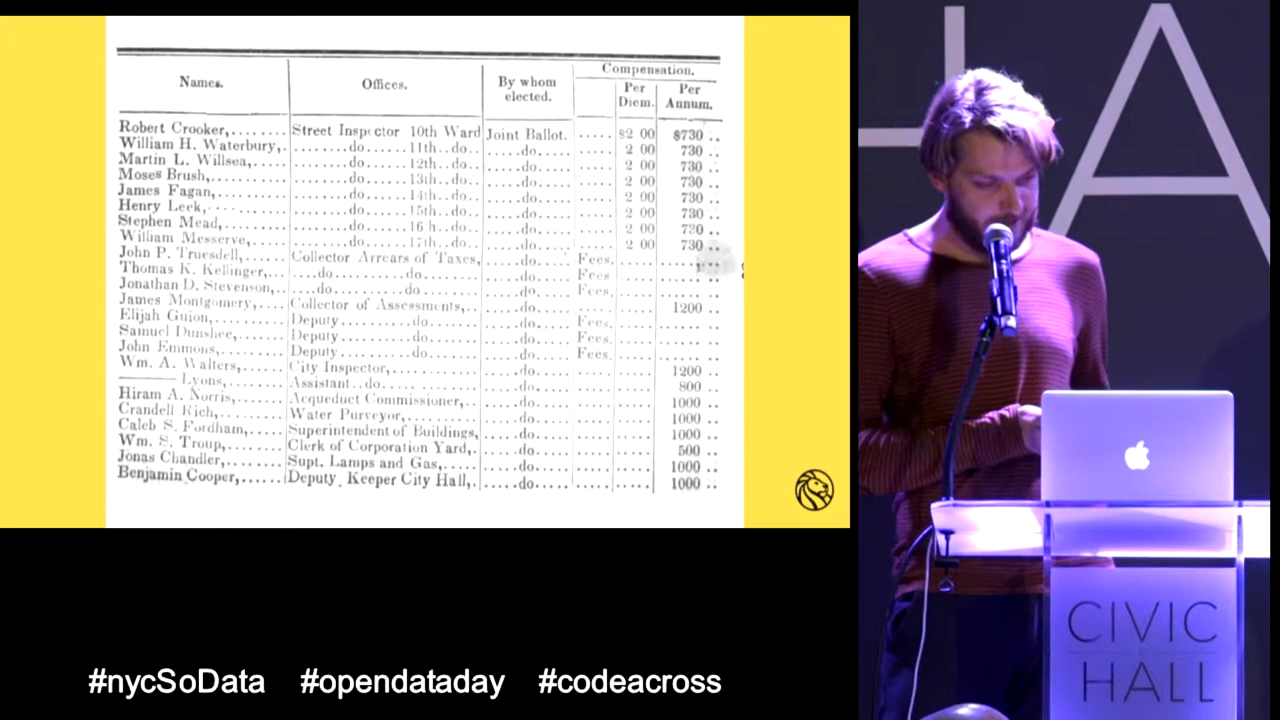 Names. Offices. By whom elected. Compensation.
Per Diem. Per Annum.
Robert Crooker,....... Street Inspector 10th Ward Joint Ballot. ..... $2 00 $730 ..
William H. Waterbury,. ........do...... 11th..do.. .....do..... ..... 2 00 730 ..
Martin L. Willsea,.... ........do...... 12th..do.. .....do..... ..... 2 00 730 ..
Moses Brush,.......... ........do...... 13th..do.. .....do..... ..... 2 00 730 ..
James Fagan,.......... ........do...... 14th..do.. .....do..... ..... 2 00 730 ..
Henry Leek,.......... ........do...... 15th..do.. .....do..... ..... 2 00 730 ..
Stephen Mead,......... ........do...... 16 h..do.. .....do..... ..... 2 00 730 ..
William Messerve,..... ........do...... 17th..do.. .....do..... ..... 2 00 730 ..
John P. Truesdell,.... Collector Arrears of Taxes, .....do..... Fees. ..... .......
Thomas K. Kellinger,... ....do........do...... .....do..... Fees ..... .......
Jonathan D. Stevenson,.... ....do........do...... .....do..... Fees. ..... .......
James Montgomery,.... Collector of Assessments,.. .....do..... ..... ..... 1200 ..
Elijah Guion,......... Deputy ...........do...... .....do..... Fees. ..... .......
Samuel Dunshee,....... Deputy ...........do...... .....do..... Fees. ..... .......
John Emmons,.......... Deputy ...........do...... .....do..... Fees. ..... .......
Wm. A. Walters,....... City Inspector,............ .....do..... ..... ..... 1200 ..
——— Lyons,........ Assistant..do ............ .....do..... ..... ..... 800 ..
Hiram A. Norris,...... Acqueduct Commissioner,.. .....do..... ..... ..... 1000 ..
Crandell Rich,........ Water Purveyor,.......... .....do..... ..... ..... 1000 ..
Caleb S. Fordham,..... Superintendent of Buildings, .....do..... ..... ..... 1000 ..
Wm. S. Troup,......... Clerk of Corporation Yard,. .....do..... ..... ..... 500 ..
Jonas Chandler,....... Supt. Lamps and Gas,..... .....do..... ..... ..... 1000 ..
Benjamin Cooper,...... Deputy Keeper City Hall,. .....do..... ..... ..... 1000 ..
#nycSoData #opendataday #codeacross
HA
CIVIC
HALL